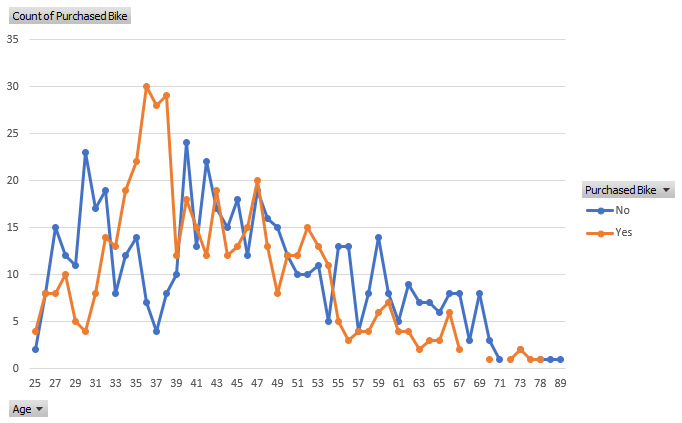 Count of Purchased Bike
35
30
25
20
15
10
5
0
25 27 29 31 33 35 37 39 41 43 45 47 49 51 53 55 57 59 61 63 65 67 69 71 73 78 89
Purchased Bike
No
Yes
Age